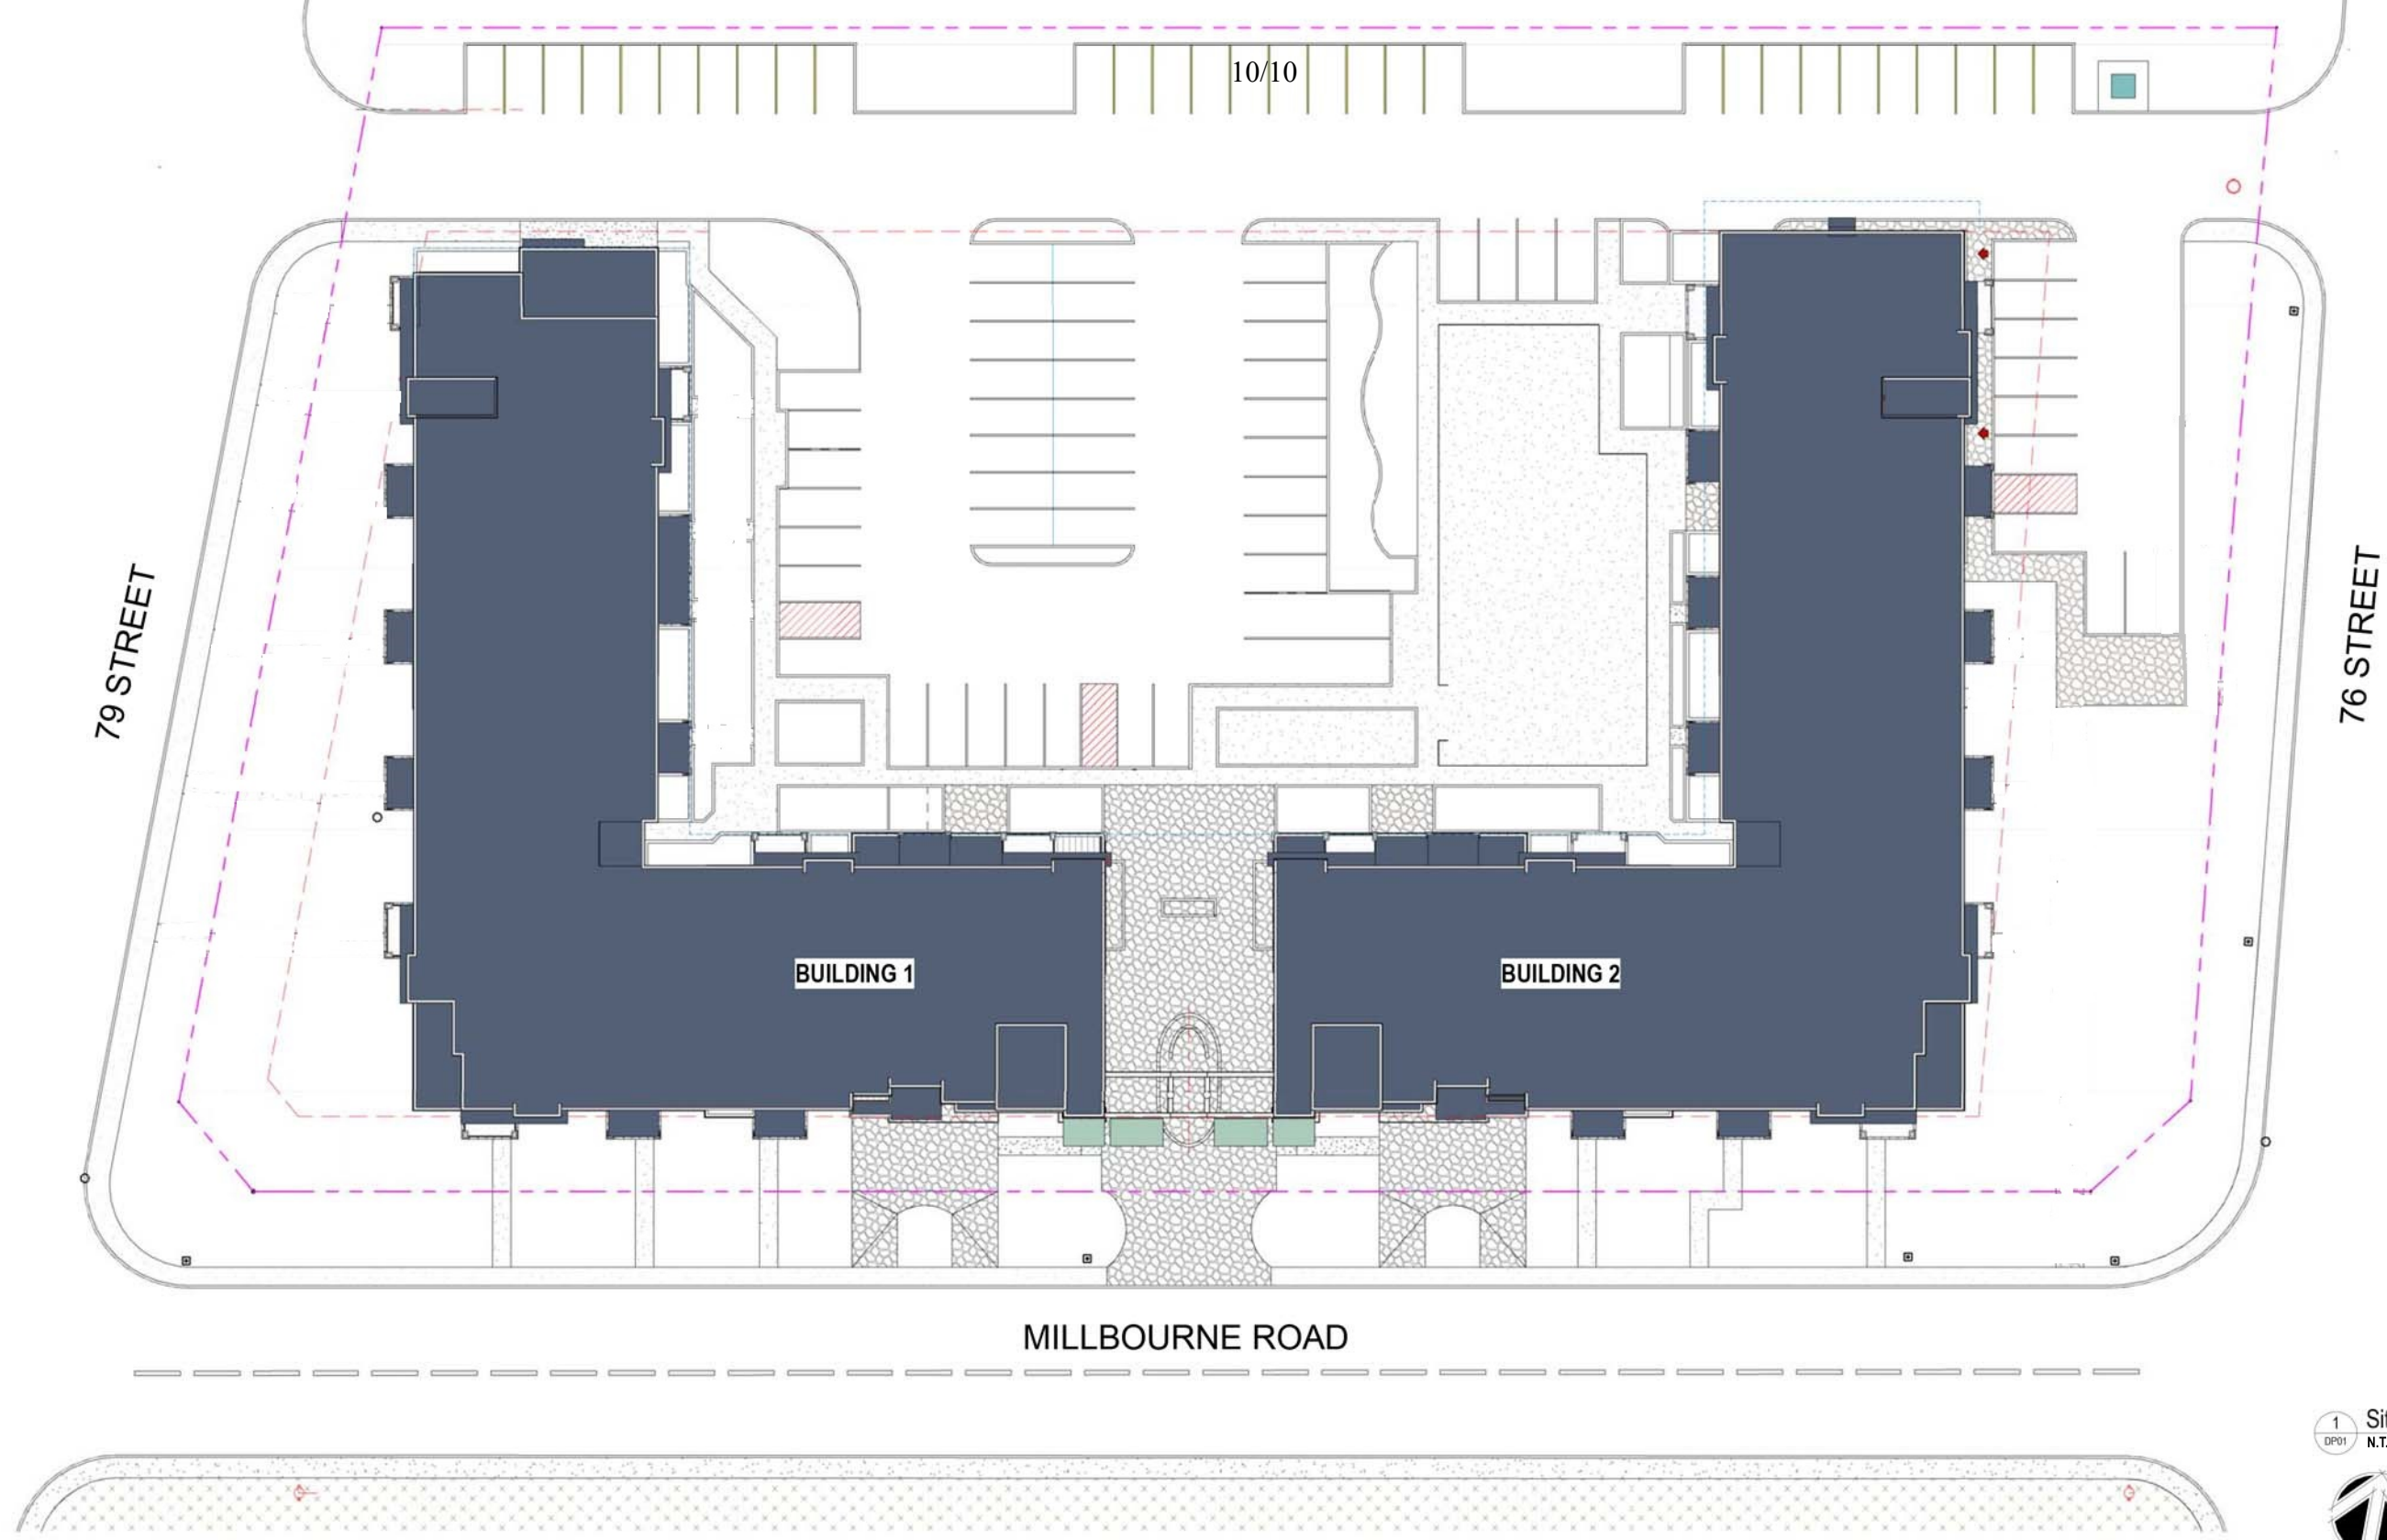 10/10
79 STREET
76 STREET
BUILDING 1
BUILDING 2
MILLBOURNE ROAD
1
DP01
N.T.